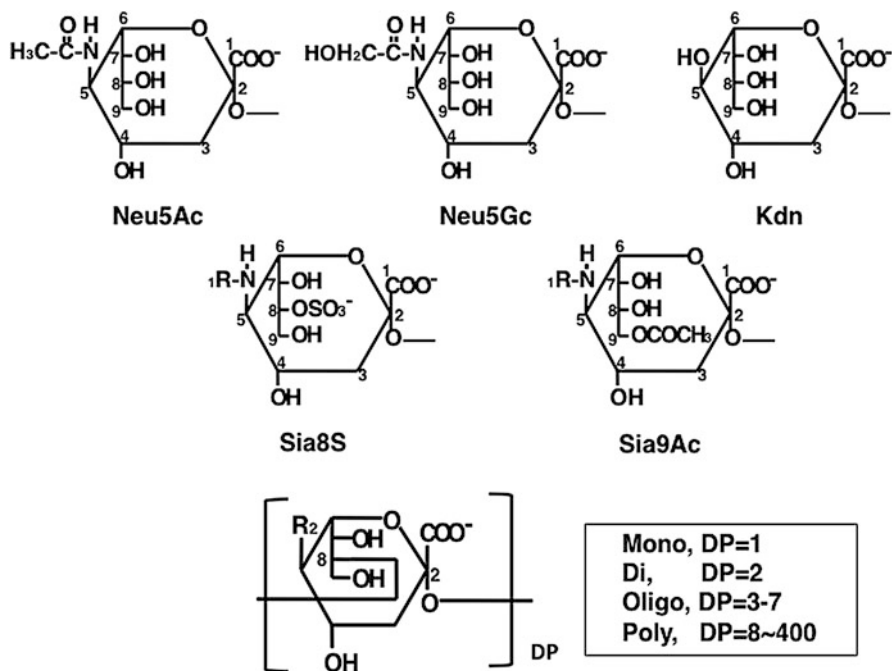 O H 6 O
H₃C-C-N 7 OH 1 COO⁻
8 OH
5 9 OH 2
4 O
OH 3
Neu5Ac
O H 6 O
HOH₂C-C-N 7 OH 1 COO⁻
8 OH
5 9 OH 2
4 O
OH 3
Neu5Gc
6 O
HO 7 OH 1 COO⁻
5 8 OH 2
9 OH O
4 3
OH
Kdn
H 6 O
₁R-N 7 OH 1 COO⁻
8 OSO₃⁻
5 9 OH 2
4 O
OH 3
Sia8S
H 6 O
₁R-N 7 OH 1 COO⁻
8 OH
5 9 OCOCH₃ 2
4 O
OH 3
Sia9Ac
R₂ O COO⁻
OH
8 OH 2
O
OH DP
Mono, DP=1
Di, DP=2
Oligo, DP=3-7
Poly, DP=8~400